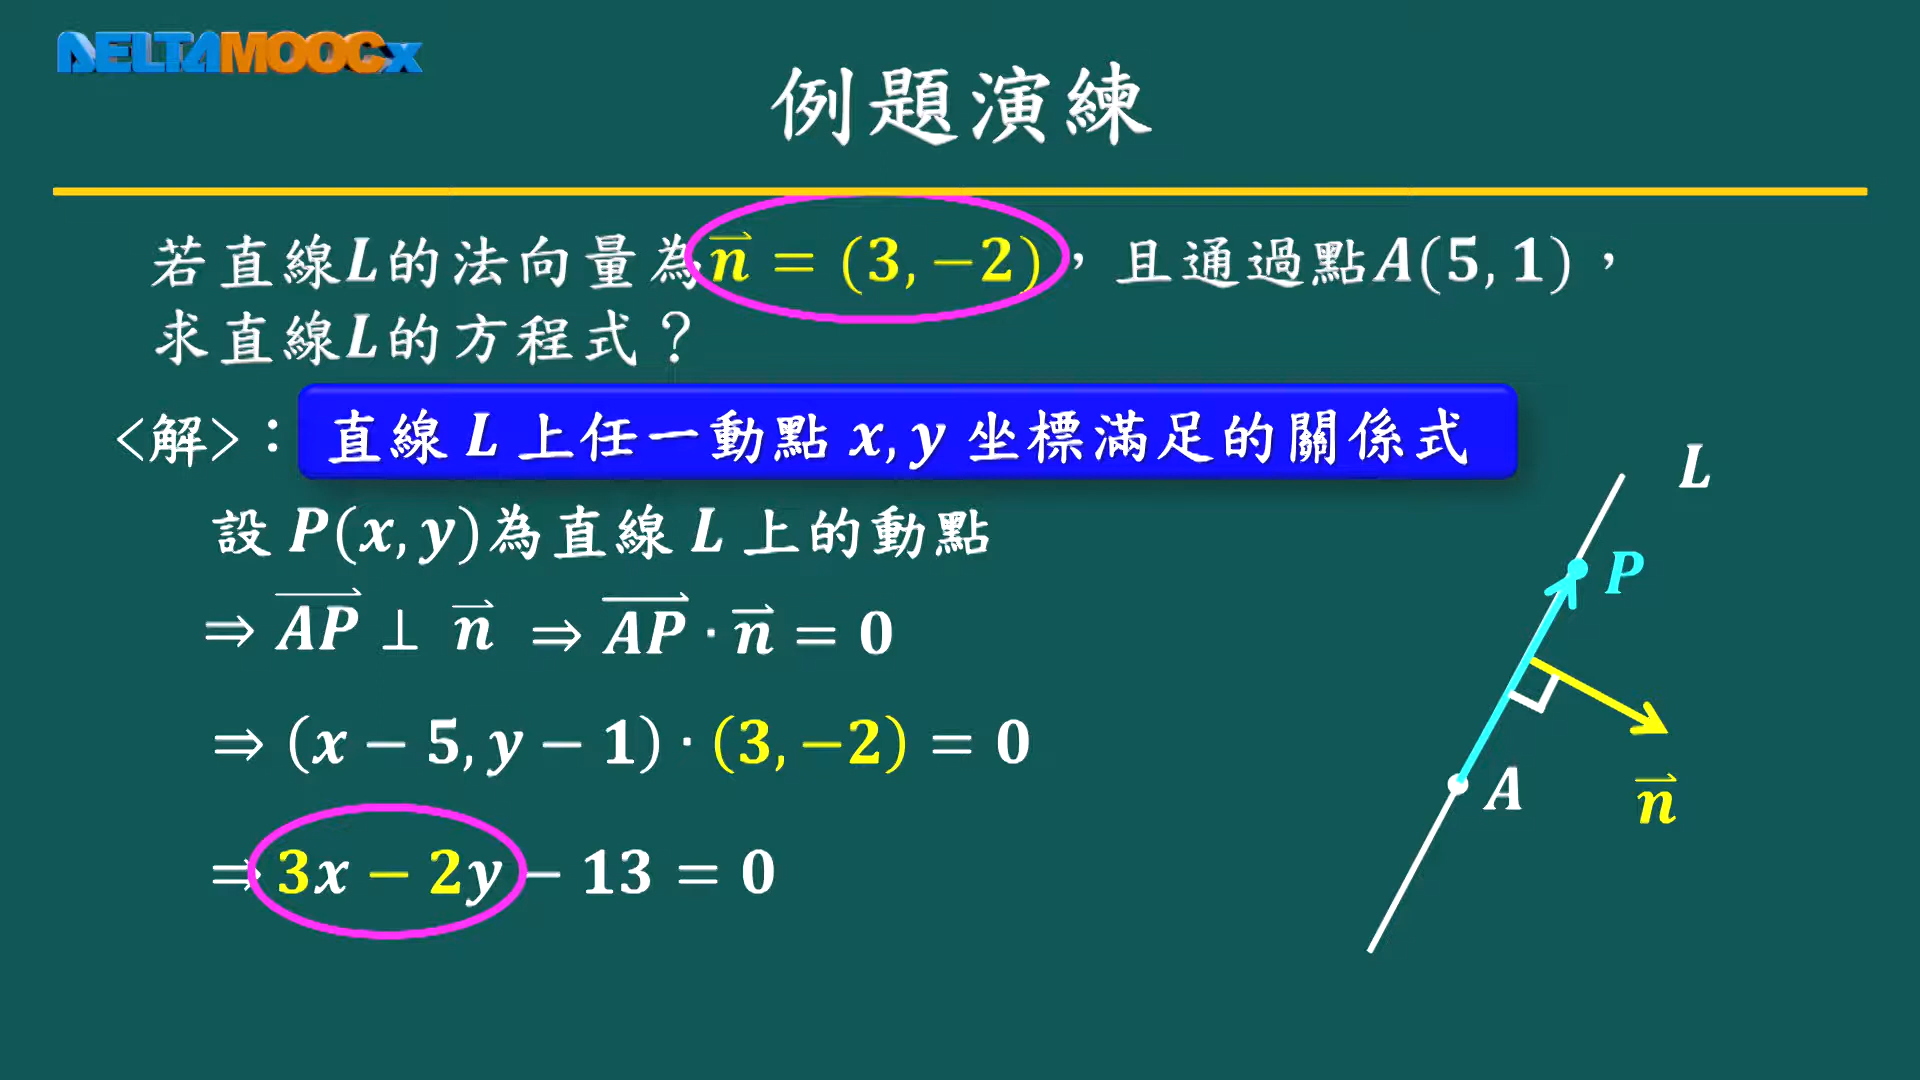 DELTAMOOCx
例題演練
若直線L的法向量為n⃗ = (3, −2)，且通過點A(5, 1)，
求直線L的方程式？
<解>：直線 L 上任一動點 x, y 坐標滿足的關係式
設 P(x, y)為直線 L 上的動點
⇒ AP⃗ ⊥ n⃗ ⇒ AP⃗ · n⃗ = 0
⇒ (x − 5, y − 1) · (3, −2) = 0
⇒ 3x − 2y − 13 = 0
L
P
A
n⃗